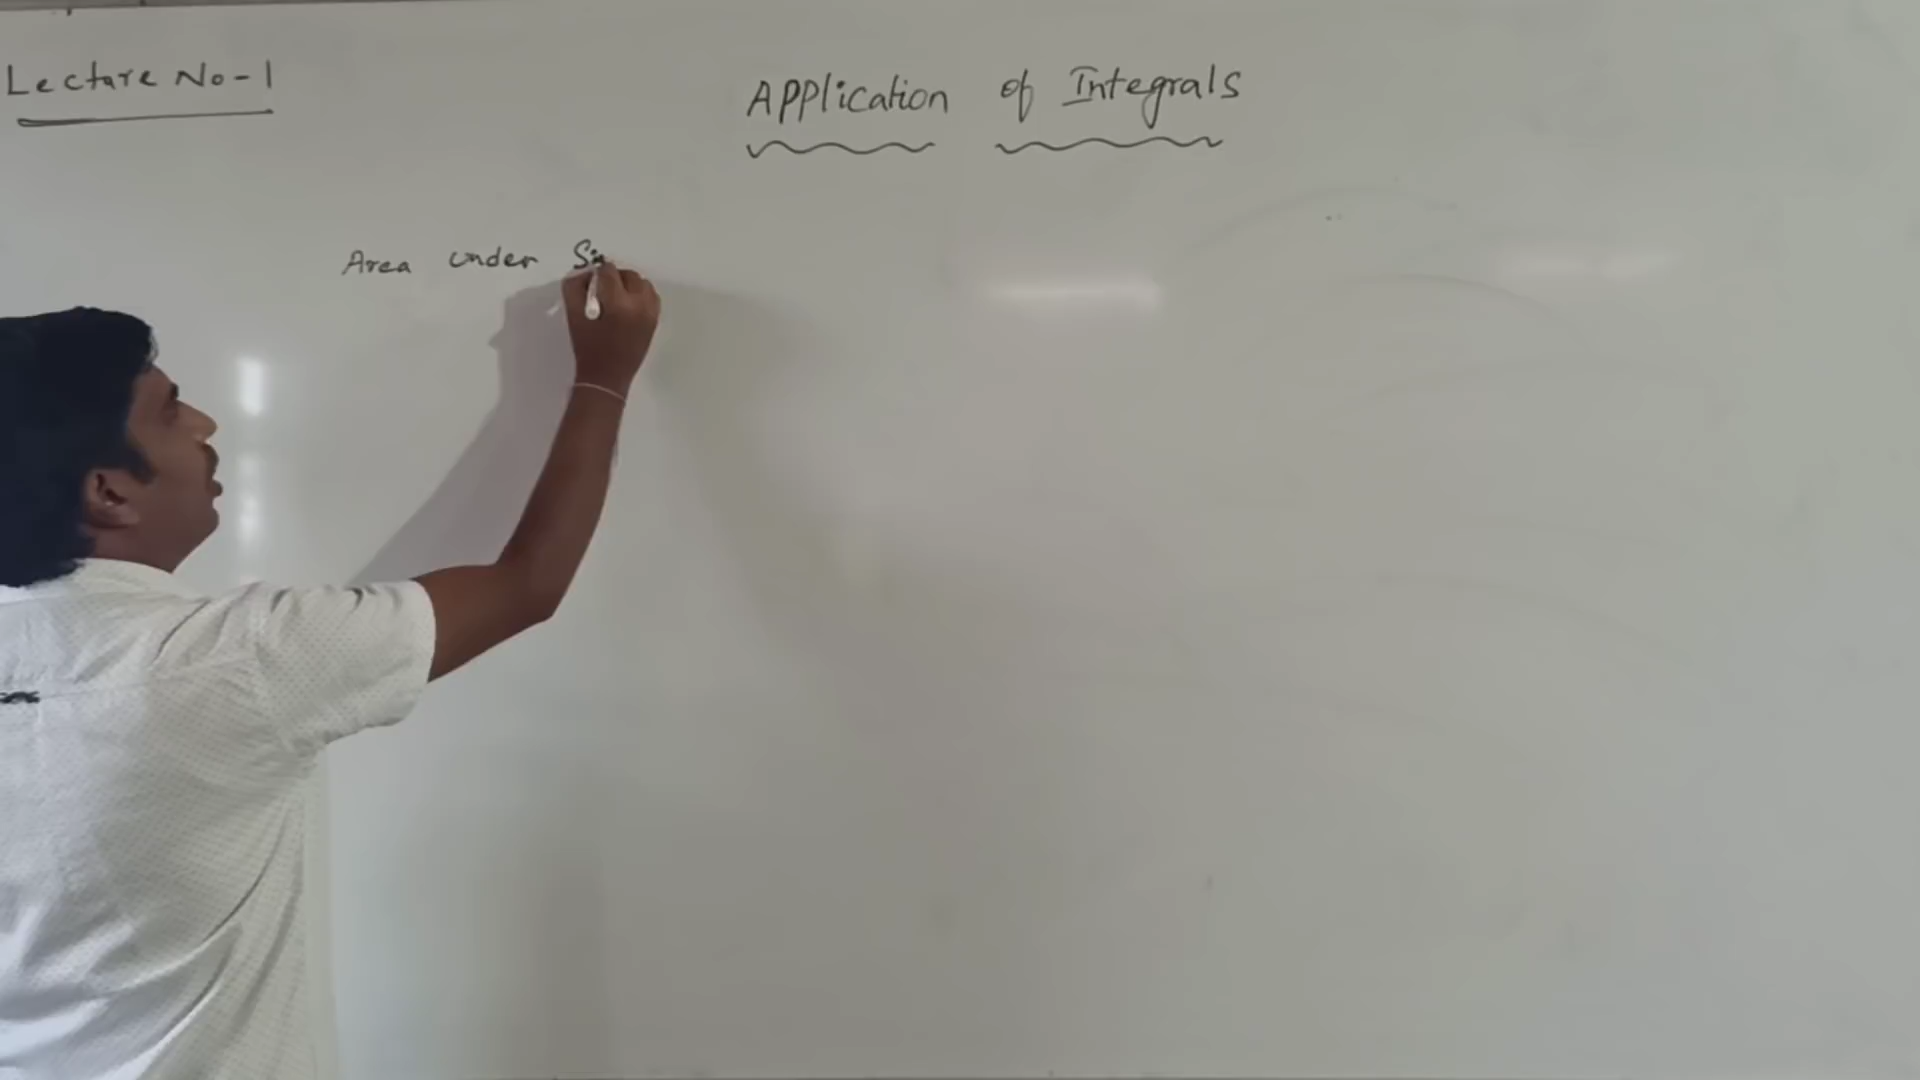 Lecture No-1
Application of Integrals
Area under